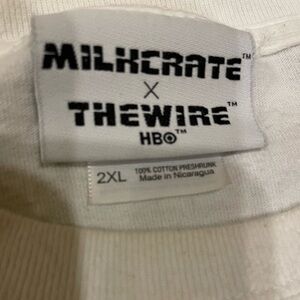 MILKCRATE™
X
THEWIRE™
HBO™
2XL
100% COTTON PRESHRUNK
Made in Nicaragua